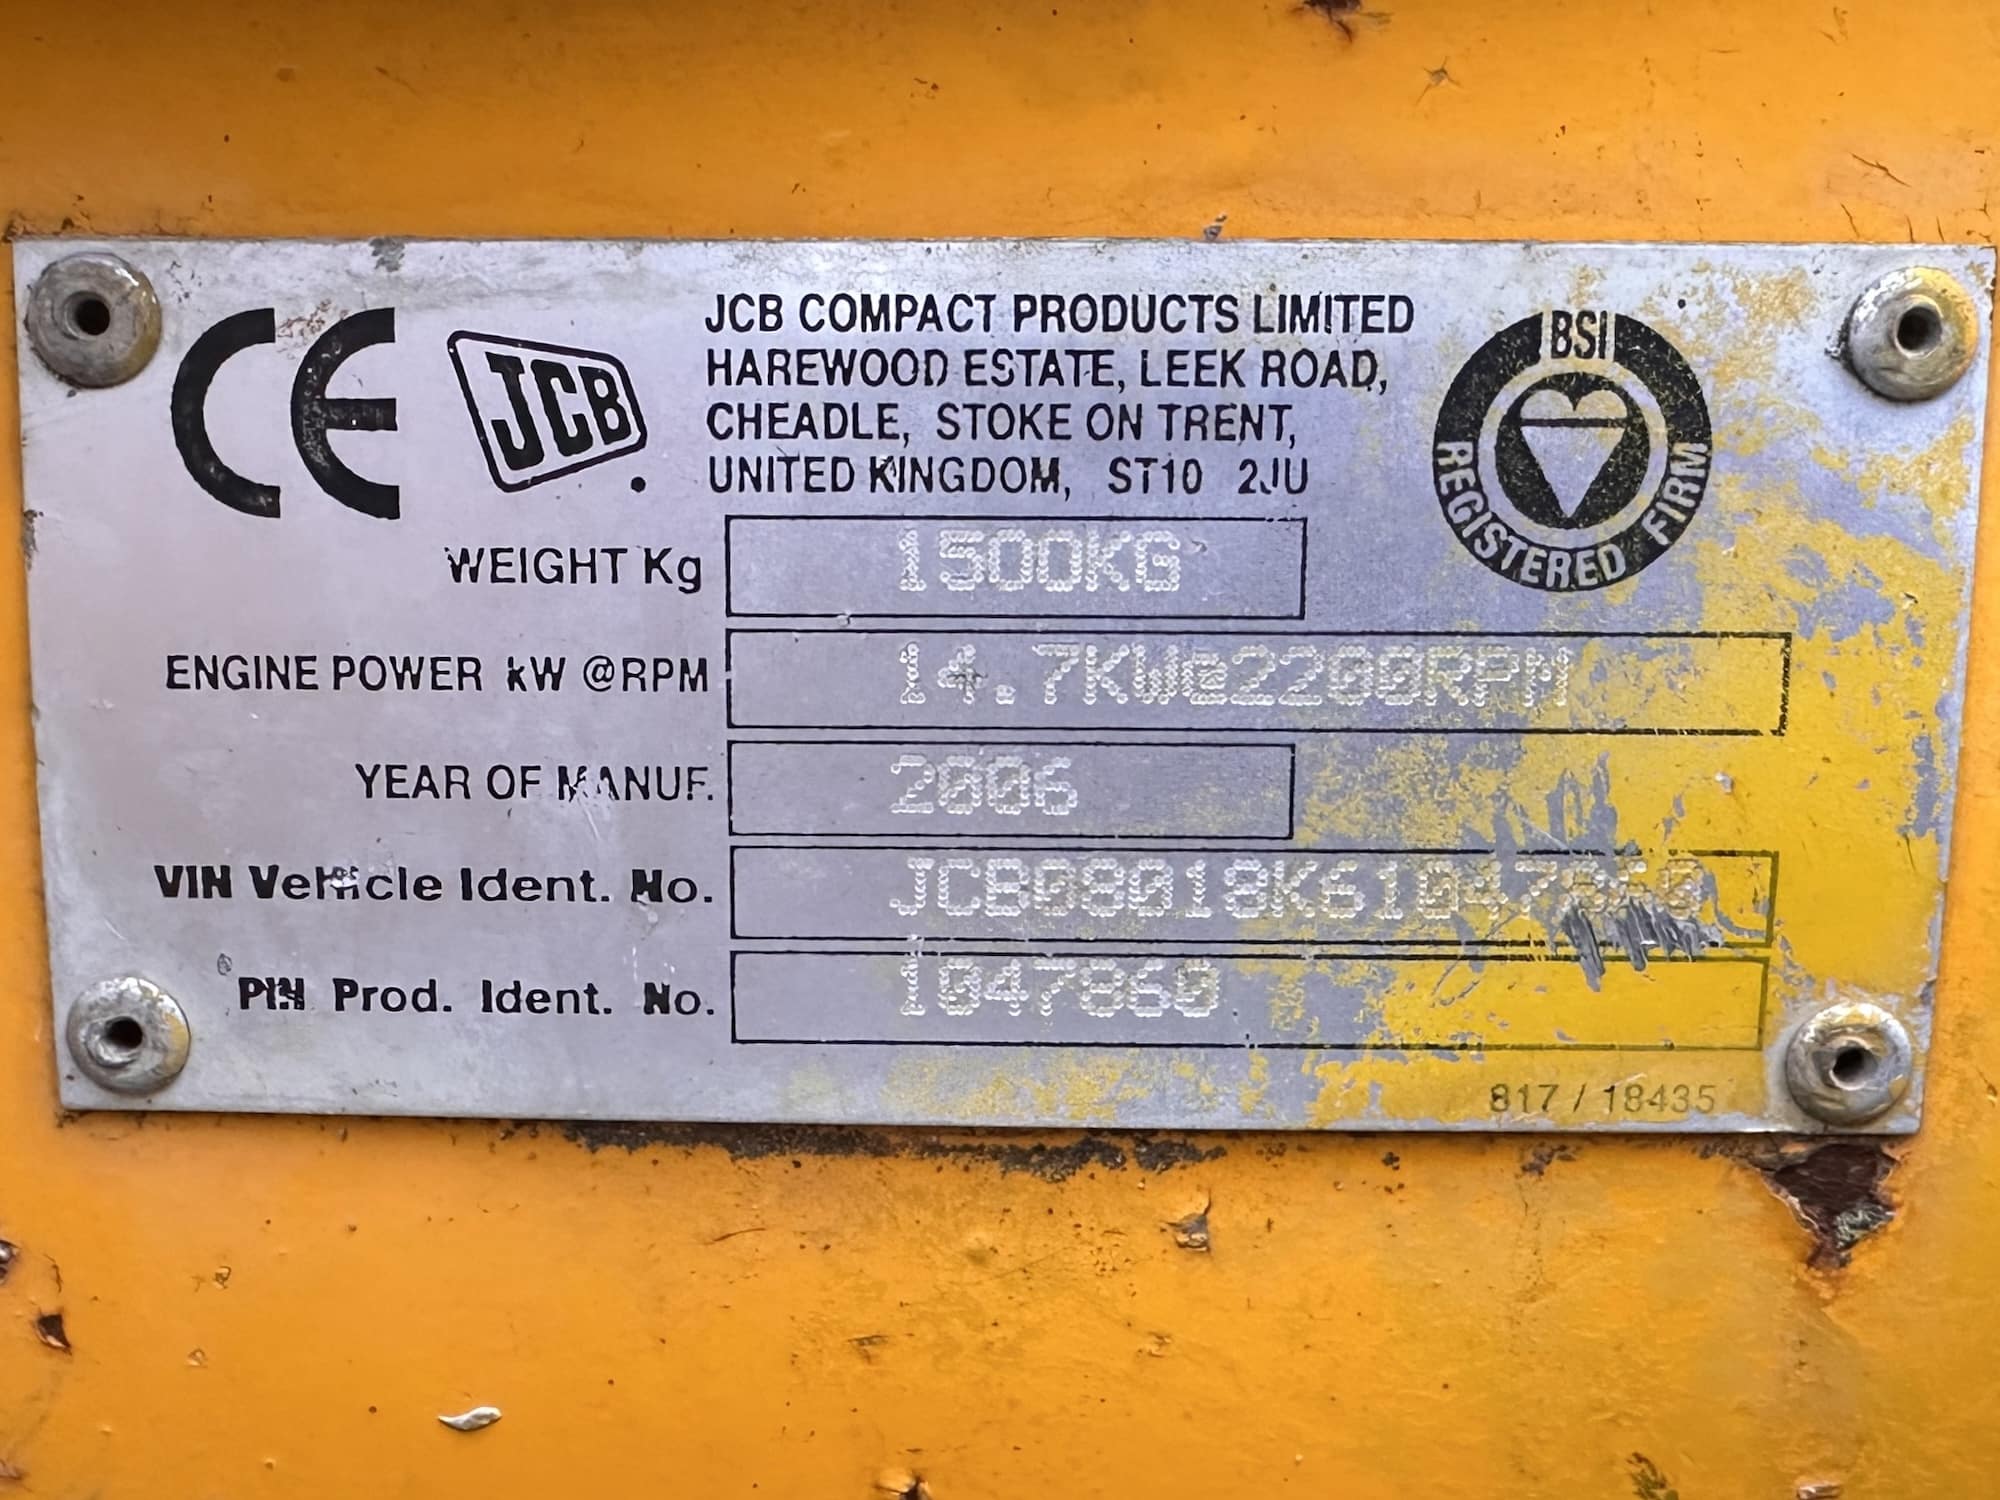 CE JCB
JCB COMPACT PRODUCTS LIMITED
HAREWOOD ESTATE, LEEK ROAD,
CHEADLE, STOKE ON TRENT,
UNITED KINGDOM, ST10 2JU
BSI
REGISTERED FIRM
WEIGHT Kg 1500KG
ENGINE POWER kW @RPM 14.7KW@2200RPM
YEAR OF MANUF. 2006
VIN Vehicle Ident. No. JCB08018K61047860
PIN Prod. Ident. No. 1047860
817 / 18435